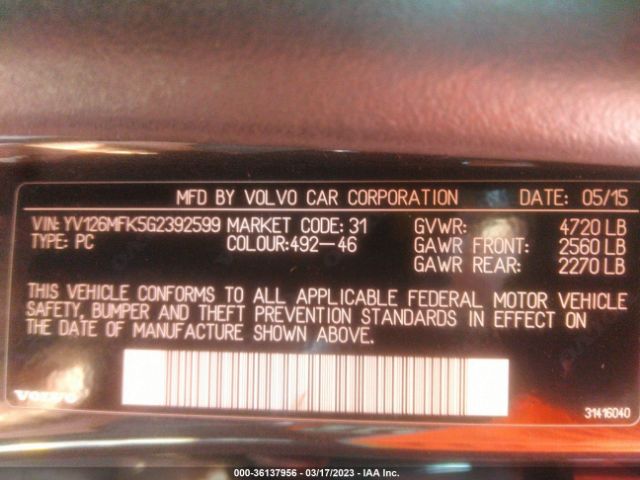 MFD BY VOLVO CAR CORPORATION DATE: 05/15
VIN: YV126MFK5G2392599 MARKET CODE: 31 GVWR: 4720 LB
TYPE: PC COLOUR:492-46 GAWR FRONT: 2560 LB
GAWR REAR: 2270 LB
THIS VEHICLE CONFORMS TO ALL APPLICABLE FEDERAL MOTOR VEHICLE
SAFETY, BUMPER AND THEFT PREVENTION STANDARDS IN EFFECT ON
THE DATE OF MANUFACTURE SHOWN ABOVE.
VOLVO
31416040
000-36137956 — 03/17/2023 — IAA Inc.